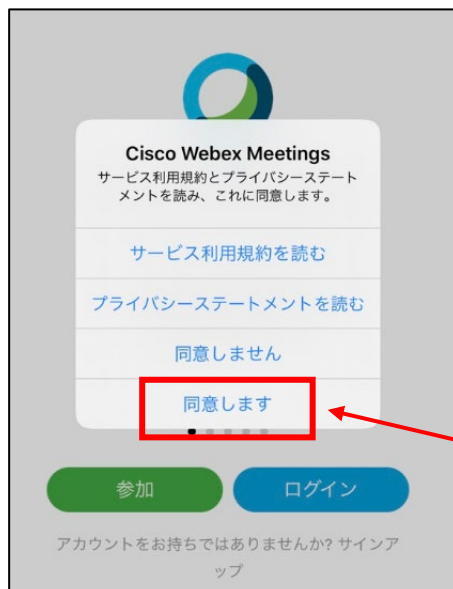 Cisco Webex Meetings
サービス利用規約とプライバシーステート
メントを読み、これに同意します。
サービス利用規約を読む
プライバシーステートメントを読む
同意しません
同意します
参加
ログイン
アカウントをお持ちではありませんか? サインア
ップ